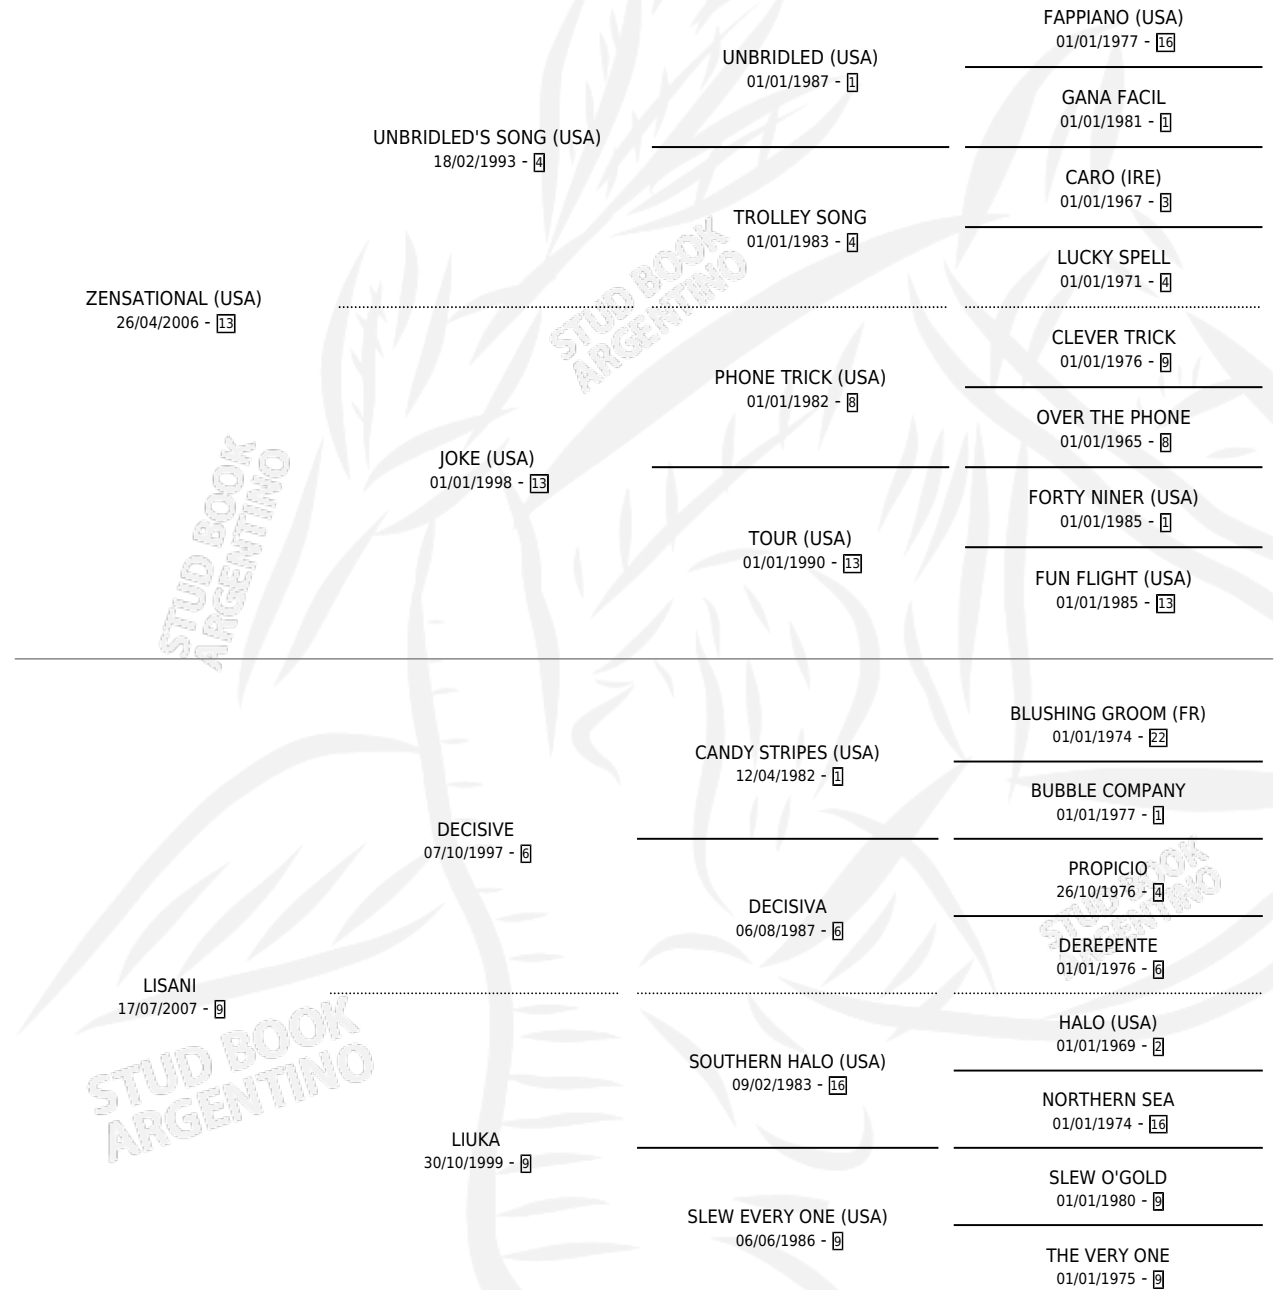 FAPPIANO (USA)
01/01/1977 - 16
UNBRIDLED (USA)
01/01/1987 - 1
GANA FACIL
01/01/1981 - 1
UNBRIDLED'S SONG (USA)
18/02/1993 - 4
CARO (IRE)
01/01/1967 - 3
TROLLEY SONG
01/01/1983 - 4
LUCKY SPELL
01/01/1971 - 4
ZENSATIONAL (USA)
26/04/2006 - 13
CLEVER TRICK
01/01/1976 - 9
PHONE TRICK (USA)
01/01/1982 - 8
OVER THE PHONE
01/01/1965 - 8
JOKE (USA)
01/01/1998 - 13
FORTY NINER (USA)
01/01/1985 - 1
TOUR (USA)
01/01/1990 - 13
FUN FLIGHT (USA)
01/01/1985 - 13
BLUSHING GROOM (FR)
01/01/1974 - 22
CANDY STRIPES (USA)
12/04/1982 - 1
BUBBLE COMPANY
01/01/1977 - 1
DECISIVE
07/10/1997 - 6
PROPICIO
26/10/1976 - 4
DECISIVA
06/08/1987 - 6
DEREPENTE
01/01/1976 - 6
LISANI
17/07/2007 - 9
HALO (USA)
01/01/1969 - 2
SOUTHERN HALO (USA)
09/02/1983 - 16
NORTHERN SEA
01/01/1974 - 16
LIUKA
30/10/1999 - 9
SLEW O'GOLD
01/01/1980 - 9
SLEW EVERY ONE (USA)
06/06/1986 - 9
THE VERY ONE
01/01/1975 - 9
STUD BOOK
ARGENTINO
STUD BOOK
ARGENTINO
STUD BOOK
ARGENTINO
STUD BOOK
ARGENTINO